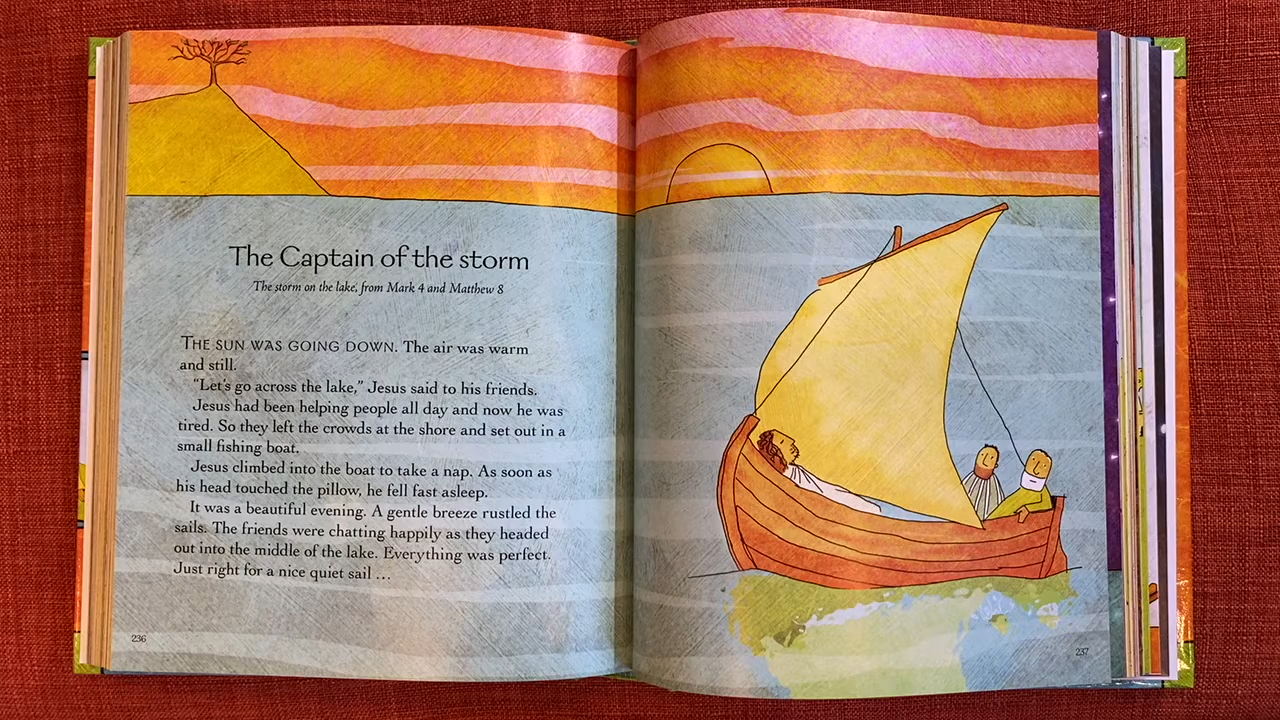 The Captain of the storm
The storm on the lake, from Mark 4 and Matthew 8
THE SUN WAS GOING DOWN. The air was warm
and still.
"Let's go across the lake," Jesus said to his friends.
Jesus had been helping people all day and now he was
tired. So they left the crowds at the shore and set out in a
small fishing boat.
Jesus climbed into the boat to take a nap. As soon as
his head touched the pillow, he fell fast asleep.
It was a beautiful evening. A gentle breeze rustled the
sails. The friends were chatting happily as they headed
out into the middle of the lake. Everything was perfect.
Just right for a nice quiet sail …
236
237